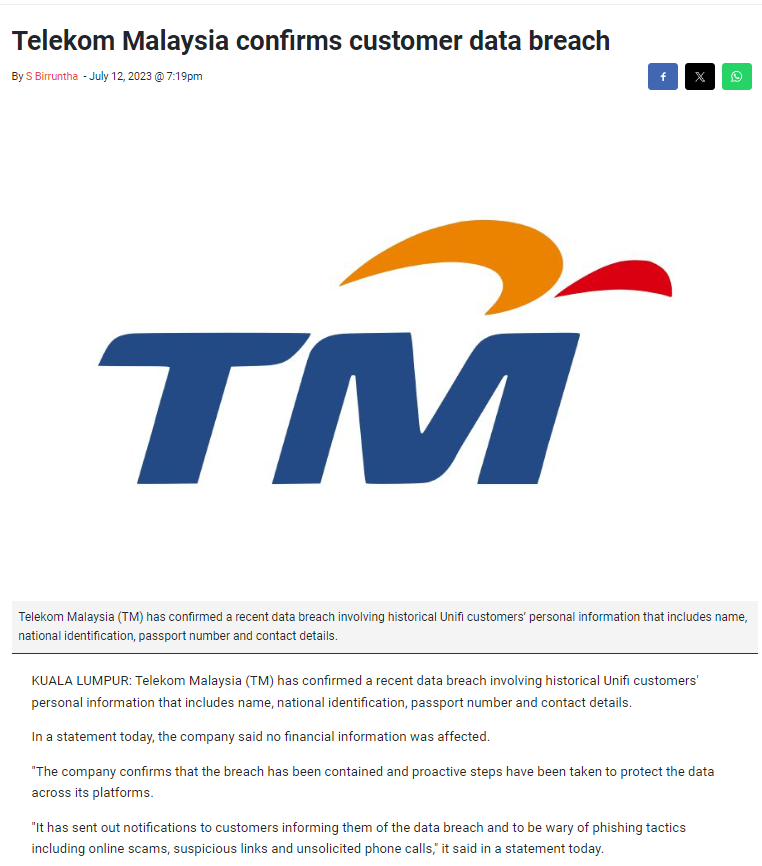 Telekom Malaysia confirms customer data breach
By S Birruntha - July 12, 2023 @ 7:19pm
TM
Telekom Malaysia (TM) has confirmed a recent data breach involving historical Unifi customers’ personal information that includes name,
national identification, passport number and contact details.
KUALA LUMPUR: Telekom Malaysia (TM) has confirmed a recent data breach involving historical Unifi customers'
personal information that includes name, national identification, passport number and contact details.
In a statement today, the company said no financial information was affected.
"The company confirms that the breach has been contained and proactive steps have been taken to protect the data
across its platforms.
"It has sent out notifications to customers informing them of the data breach and to be wary of phishing tactics
including online scams, suspicious links and unsolicited phone calls," it said in a statement today.